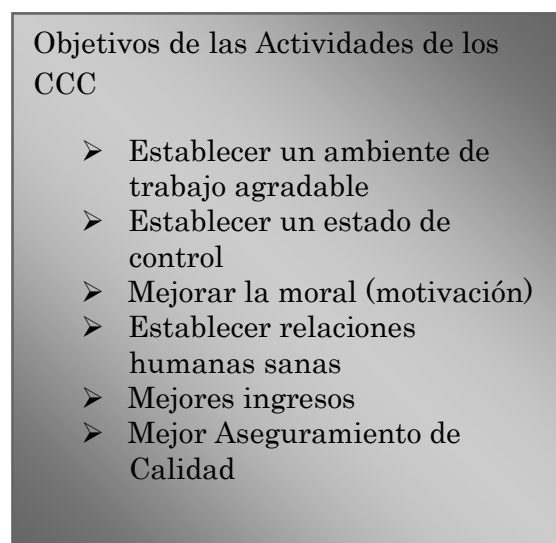 Objetivos de las Actividades de los
CCC
➢ Establecer un ambiente de
trabajo agradable
➢ Establecer un estado de
control
➢ Mejorar la moral (motivación)
➢ Establecer relaciones
humanas sanas
➢ Mejores ingresos
➢ Mejor Aseguramiento de
Calidad